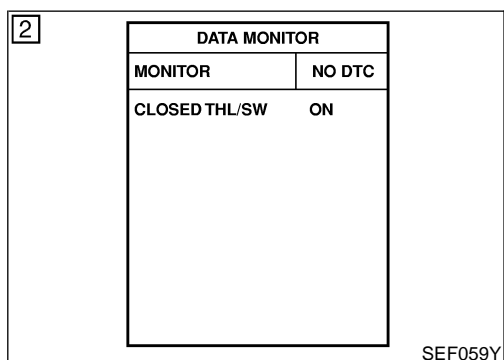 2
DATA MONITOR
MONITOR NO DTC
CLOSED THL/SW ON
SEF059Y